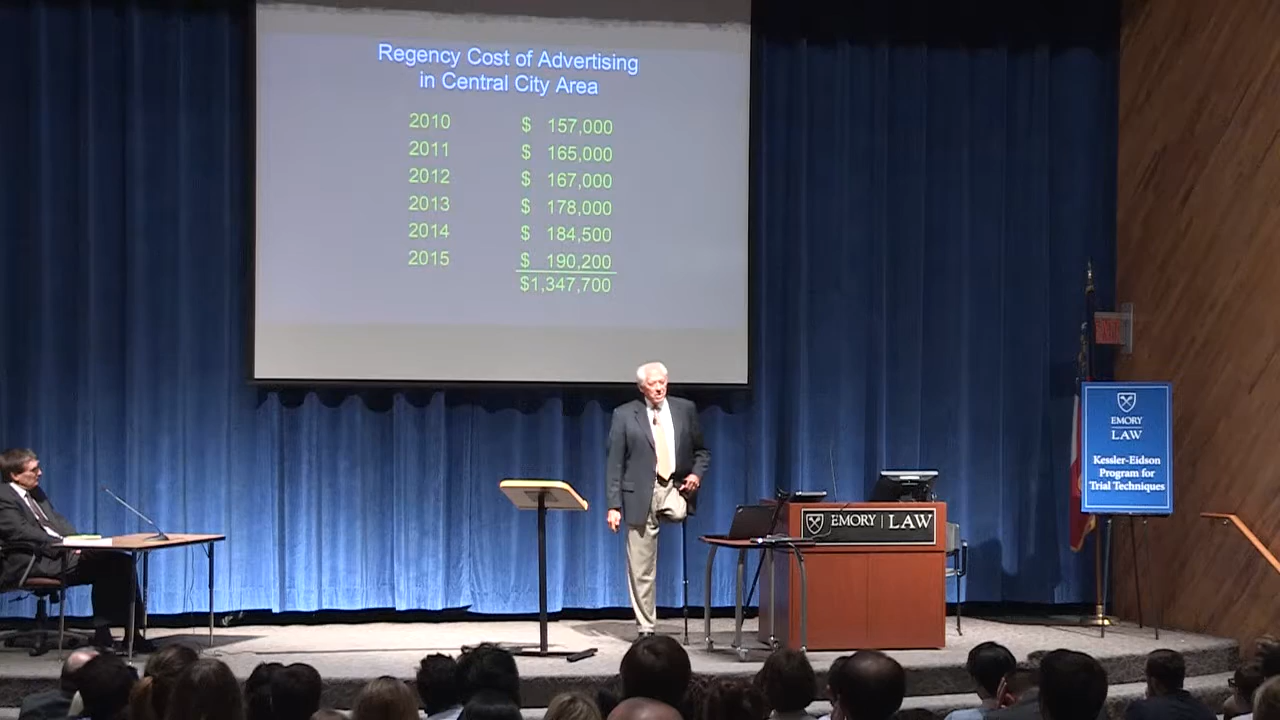 Regency Cost of Advertising
in Central City Area
2010 $ 157,000
2011 $ 165,000
2012 $ 167,000
2013 $ 178,000
2014 $ 184,500
2015 $ 190,200
$1,347,700
EMORY | LAW
EMORY
LAW
Kessler-Eidson
Program for
Trial Techniques